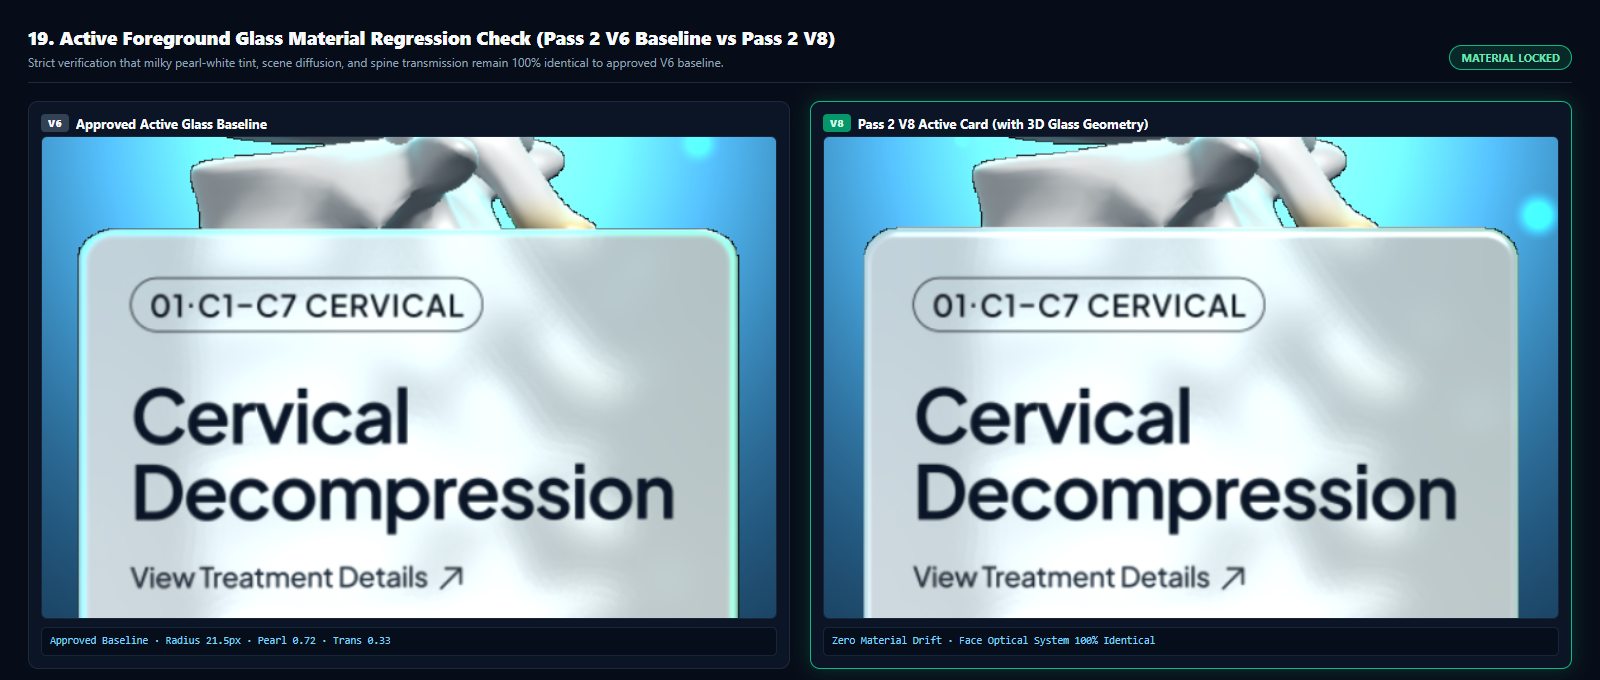 19. Active Foreground Glass Material Regression Check (Pass 2 V6 Baseline vs Pass 2 V8)
Strict verification that milky pearl-white tint, scene diffusion, and spine transmission remain 100% identical to approved V6 baseline.
MATERIAL LOCKED
V6 Approved Active Glass Baseline
01·C1–C7 CERVICAL
Cervical
Decompression
View Treatment Details ↗
Approved Baseline · Radius 21.5px · Pearl 0.72 · Trans 0.33
V8 Pass 2 V8 Active Card (with 3D Glass Geometry)
01·C1–C7 CERVICAL
Cervical
Decompression
View Treatment Details ↗
Zero Material Drift · Face Optical System 100% Identical